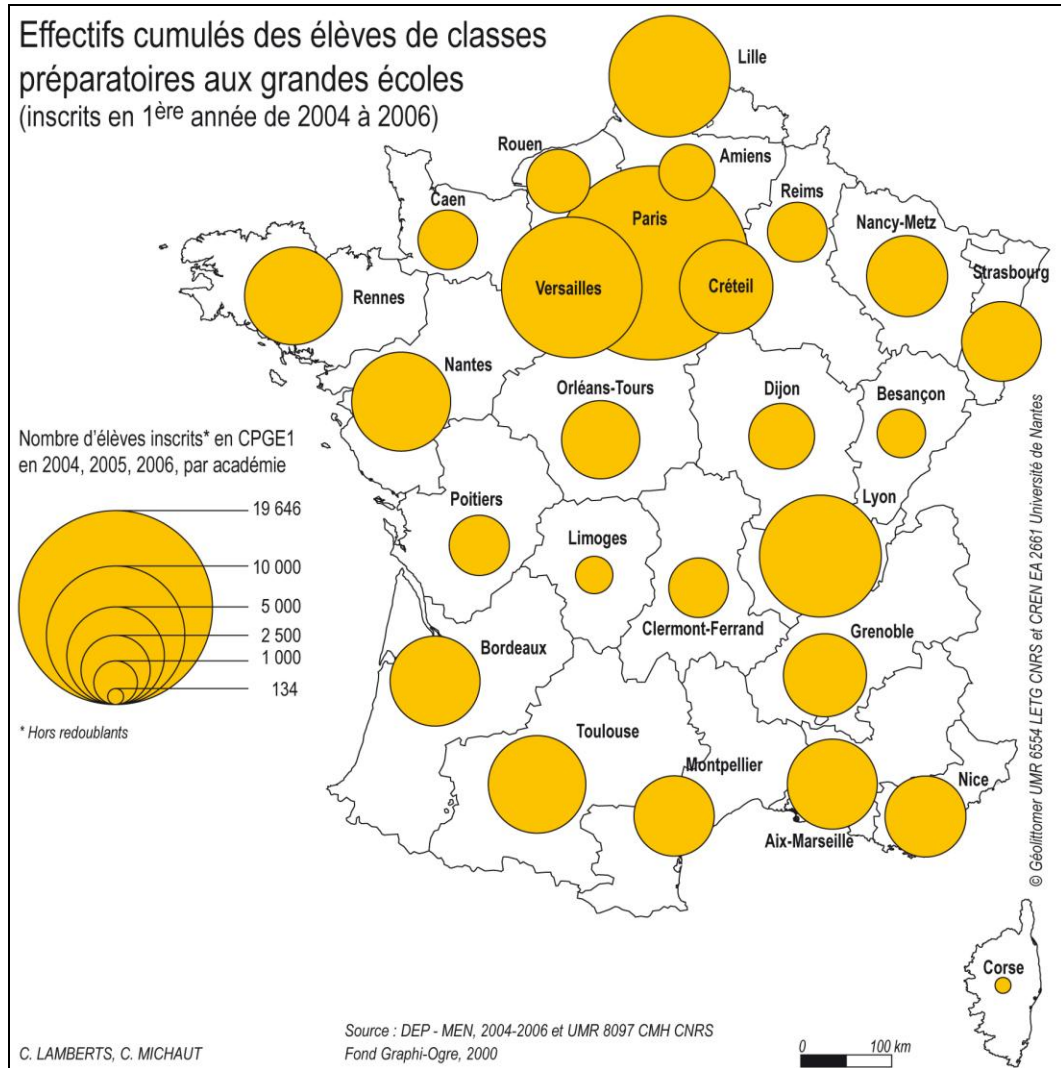 Effectifs cumulés des élèves de classes
préparatoires aux grandes écoles
(inscrits en 1ère année de 2004 à 2006)
Lille
Rouen
Amiens
Caen
Paris
Reims
Nancy-Metz
Strasbourg
Rennes
Versailles
Créteil
Nantes
Orléans-Tours
Dijon
Besançon
Nombre d'élèves inscrits* en CPGE1
en 2004, 2005, 2006, par académie
19 646
10 000
5 000
2 500
1 000
134
* Hors redoublants
Poitiers
Limoges
Lyon
Clermont-Ferrand
Bordeaux
Grenoble
Toulouse
Montpellier
Nice
Aix-Marseille
Corse
© Géolittomer UMR 6554 LETG CNRS et CREN EA 2661 Université de Nantes
C. LAMBERTS, C. MICHAUT
Source : DEP - MEN, 2004-2006 et UMR 8097 CMH CNRS
Fond Graphi-Ogre, 2000
0 100 km